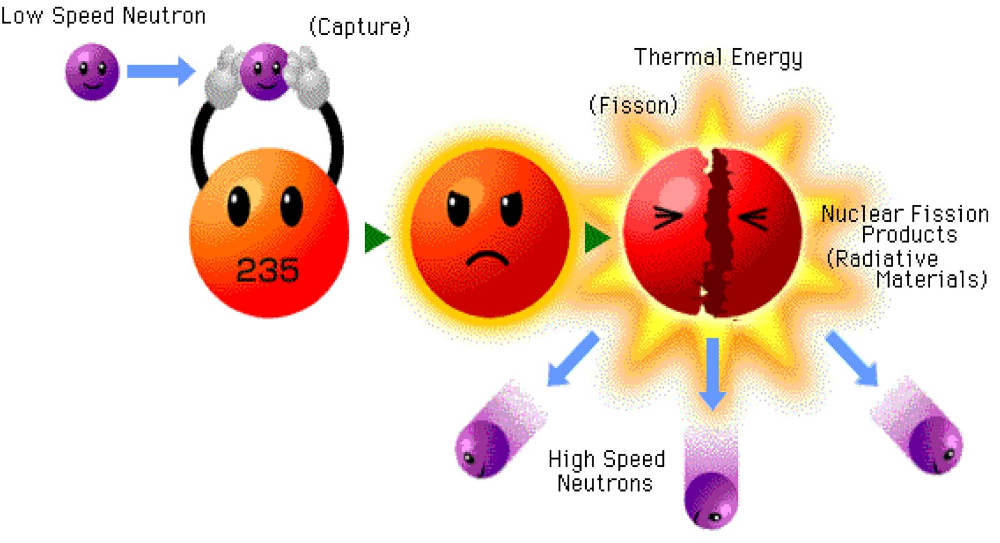 Low Speed Neutron
(Capture)
Thermal Energy
(Fisson)
235
Nuclear Fission
Products
(Radiative
Materials)
High Speed
Neutrons